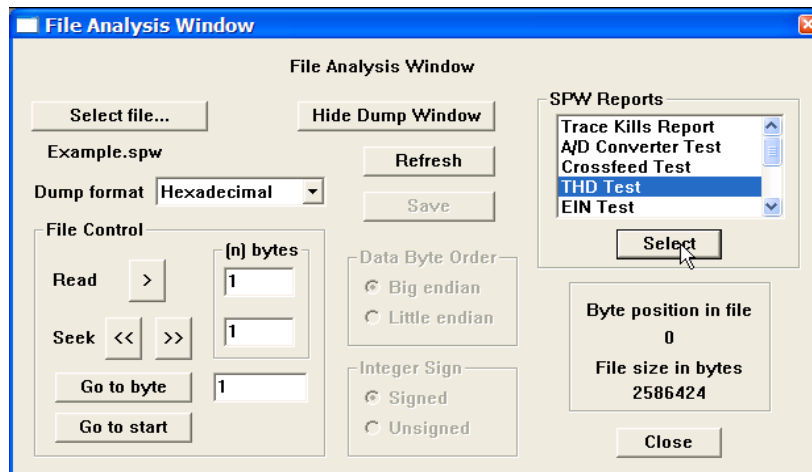 File Analysis Window
File Analysis Window
Select file...
Hide Dump Window
Example.spw
Refresh
Dump format
Hexadecimal
Save
File Control
(n) bytes
Read
>
1
Seek
<<
>>
1
Go to byte
1
Go to start
Data Byte Order
Big endian
Little endian
Integer Sign
Signed
Unsigned
SPW Reports
Trace Kills Report
A/D Converter Test
Crossfeed Test
THD Test
EIN Test
Select
Byte position in file
0
File size in bytes
2586424
Close